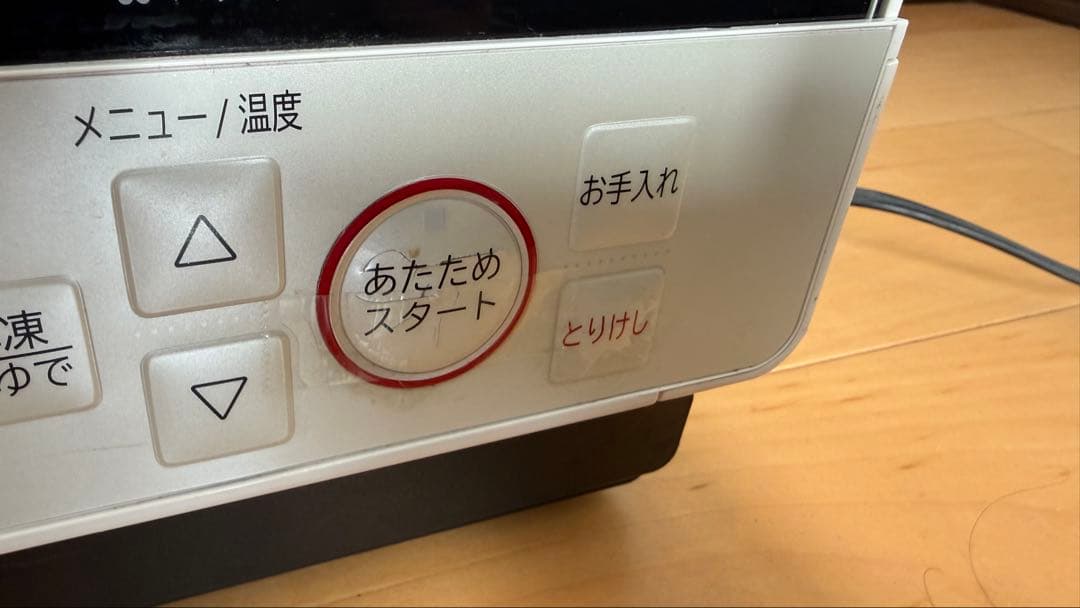 メニュー/温度
△
お手入れ
あたため
スタート
とりけし
凍
ゆで
▽